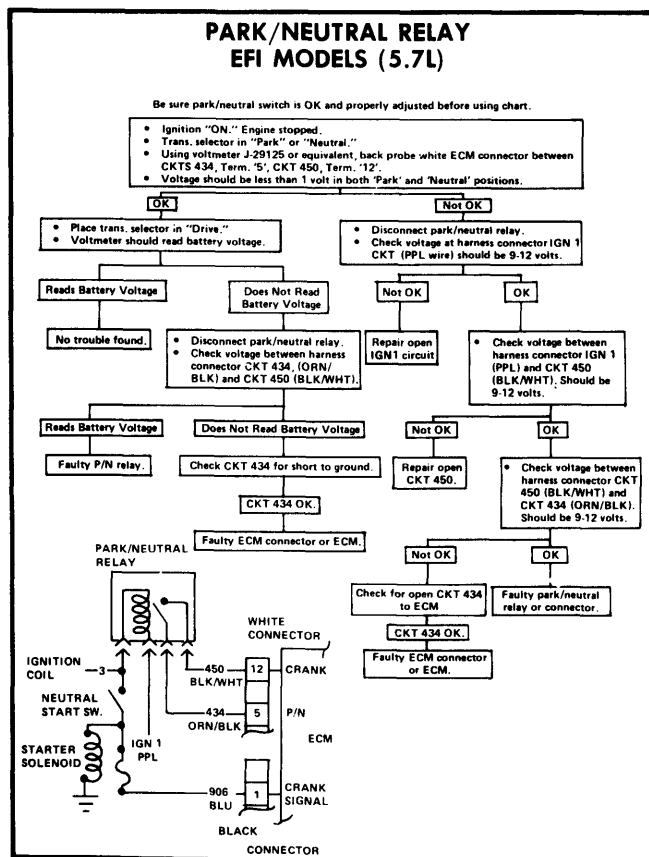 PARK/NEUTRAL RELAY
EFI MODELS (5.7L)
Be sure park/neutral switch is OK and properly adjusted before using chart.
• Ignition "ON." Engine stopped.
• Trans. selector in "Park" or "Neutral."
• Using voltmeter J-29125 or equivalent, back probe white ECM connector between
CKTS 434, Term. '5', CKT 450, Term. '12'.
• Voltage should be less than 1 volt in both 'Park' and 'Neutral' positions.
OK
Not OK
• Place trans. selector in "Drive."
• Voltmeter should read battery voltage.
• Disconnect park/neutral relay.
• Check voltage at harness connector IGN 1
CKT (PPL wire) should be 9-12 volts.
Reads Battery Voltage
Does Not Read
Battery Voltage
Not OK
OK
No trouble found.
• Disconnect park/neutral relay.
• Check voltage between harness
connector CKT 434, (ORN/
BLK) and CKT 450 (BLK/WHT).
Repair open
IGN1 circuit
• Check voltage between
harness connector IGN 1
(PPL) and CKT 450
(BLK/WHT). Should be
9-12 volts.
Reads Battery Voltage
Does Not Read Battery Voltage
Not OK
OK
Faulty P/N relay.
Check CKT 434 for short to ground.
Repair open
CKT 450.
• Check voltage between
harness connector CKT
450 (BLK/WHT) and
CKT 434 (ORN/BLK).
Should be 9-12 volts.
CKT 434 OK.
Faulty ECM connector or ECM.
Not OK
OK
Check for open CKT 434
to ECM
Faulty park/neutral
relay or connector.
CKT 434 OK.
Faulty ECM connector
or ECM.
PARK/NEUTRAL
RELAY
WHITE
CONNECTOR
IGNITION
COIL
3
450
BLK/WHT
12
CRANK
NEUTRAL
START SW.
434
ORN/BLK
5
P/N
ECM
STARTER
SOLENOID
IGN 1
PPL
906
BLU
1
CRANK
SIGNAL
BLACK
CONNECTOR